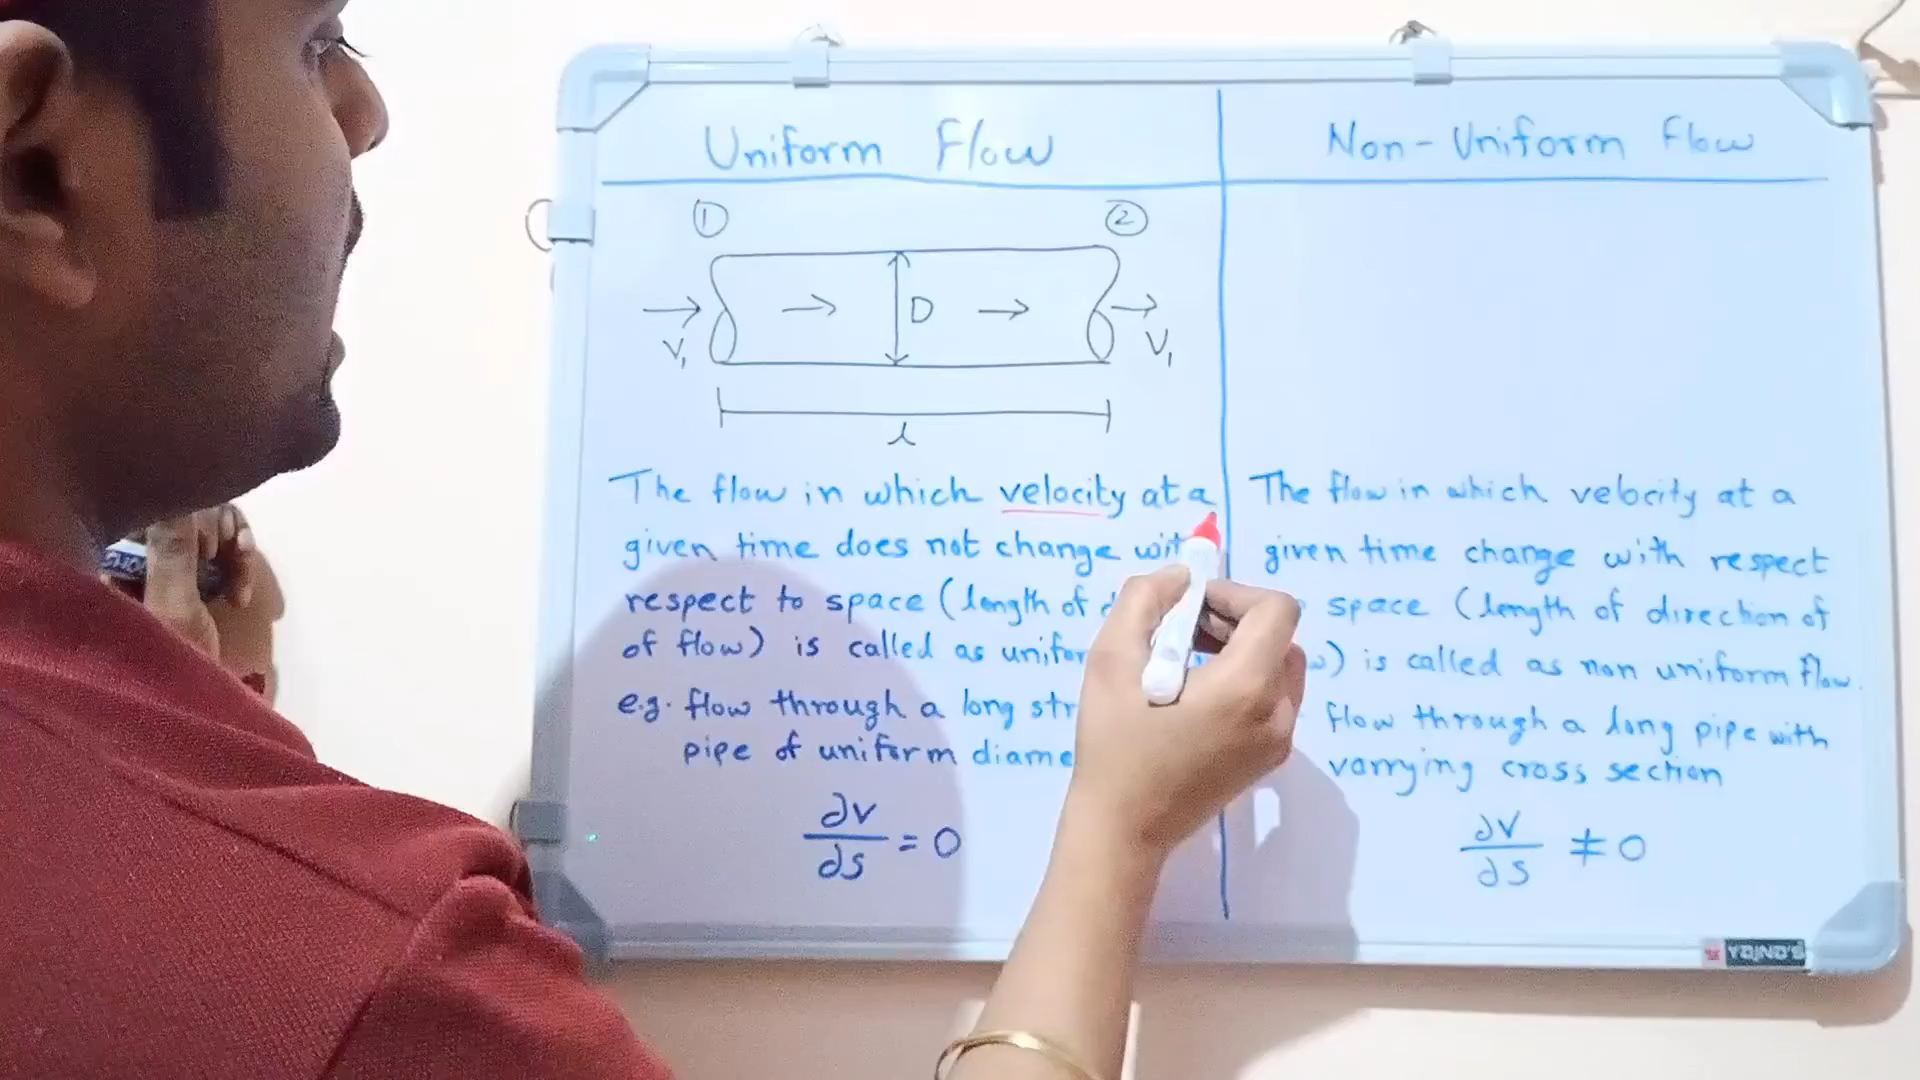 Uniform Flow
① ②
D
V₁ V₁
l
The flow in which velocity at a
given time does not change
respect to space (length of
of flow) is called as
e.g. flow through a long
pipe of uniform
∂v
∂s = 0
Non-Uniform Flow
The flow in which velocity at a
given time change with respect
space (length of direction of
) is called as non uniform flow.
flow through a long pipe with
varrying cross section
∂v
∂s ≠ 0